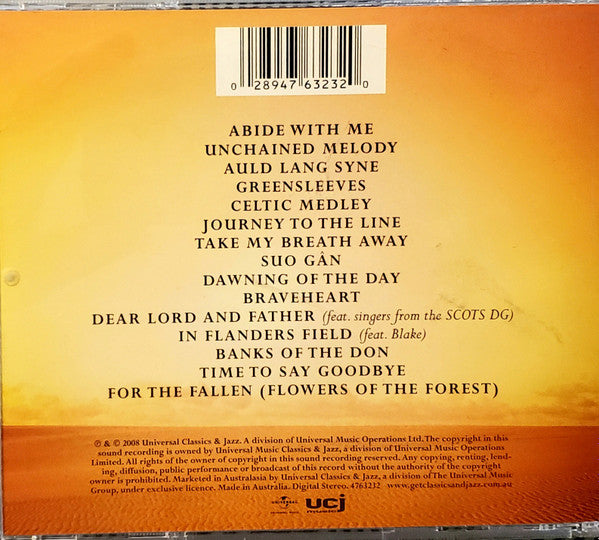 0 28947 63232 0
ABIDE WITH ME
UNCHAINED MELODY
AULD LANG SYNE
GREENSLEEVES
CELTIC MEDLEY
JOURNEY TO THE LINE
TAKE MY BREATH AWAY
SUO GÂN
DAWNING OF THE DAY
BRAVEHEART
DEAR LORD AND FATHER (feat. singers from the SCOTS DG)
IN FLANDERS FIELD (feat. Blake)
BANKS OF THE DON
TIME TO SAY GOODBYE
FOR THE FALLEN (FLOWERS OF THE FOREST)
℗ & © 2008 Universal Classics & Jazz. A division of Universal Music Operations Ltd. The copyright in this
sound recording is owned by Universal Music Classics & Jazz, a division of Universal Music Operations
Limited. All rights of the owner of copyright in this sound recording reserved. Any copying, renting, lend-
ing, diffusion, public performance or broadcast of this record without the authority of the copyright
owner is prohibited. Marketed in Australasia by Universal Classics & Jazz, a division of The Universal Music
Group, under exclusive licence. Made in Australia. Digital Stereo. 4763232 www.getclassicsandjazz.com.au
UNIVERSAL
ucj
music